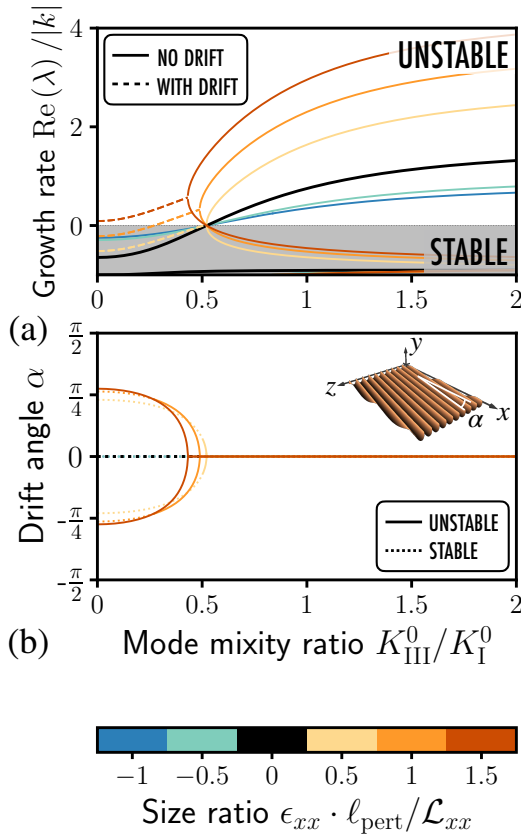 Growth rate Re(λ)/|k|
4
2
0
NO DRIFT
WITH DRIFT
UNSTABLE
STABLE
0 0.5 1 1.5 2
(a)
Drift angle α
π/2
π/4
0
−π/4
−π/2
y
z
x
α
UNSTABLE
STABLE
0 0.5 1 1.5 2
(b)
Mode mixity ratio K⁰_III/K⁰_I
−1 −0.5 0 0.5 1 1.5
Size ratio ϵ_xx · ℓ_pert/𝓛_xx